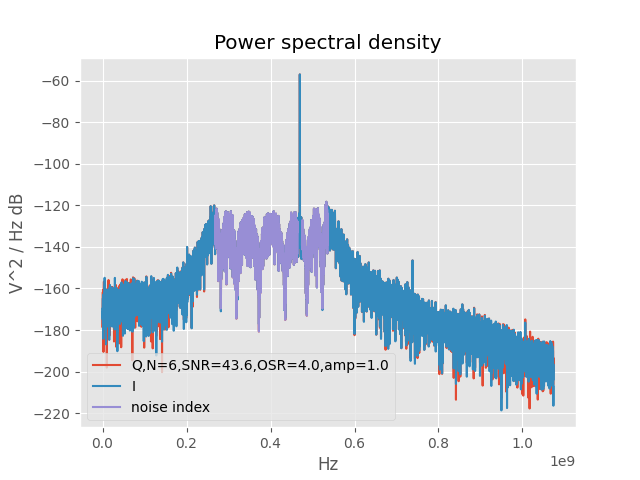 Power spectral density
−60
−80
−100
−120
−140
−160
−180
−200
−220
V^2 / Hz dB
Q,N=6,SNR=43.6,OSR=4.0,amp=1.0
I
noise index
0.0 0.2 0.4 0.6 0.8 1.0
Hz
1e9